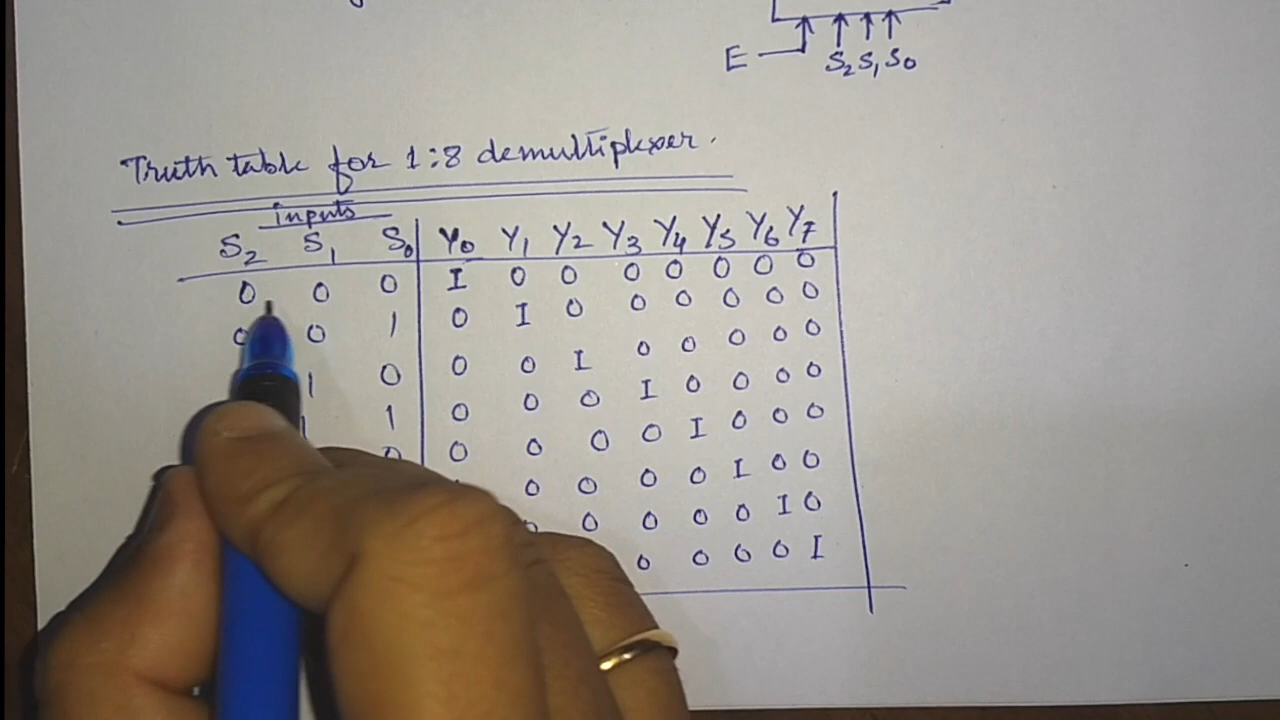 E S2 S1 S0
Truth table for 1:8 demultiplexer.
inputs
S2 S1 S0 Y0 Y1 Y2 Y3 Y4 Y5 Y6 Y7
0 0 0 I 0 0 0 0 0 0 0
0 0 1 0 I 0 0 0 0 0 0
1 0 0 0 I 0 0 0 0 0
1 1 0 0 0 I 0 0 0 0
0 0 0 0 0 I 0 0 0
0 0 0 0 I 0 0
0 0 0 0 I 0
0 0 0 0 I